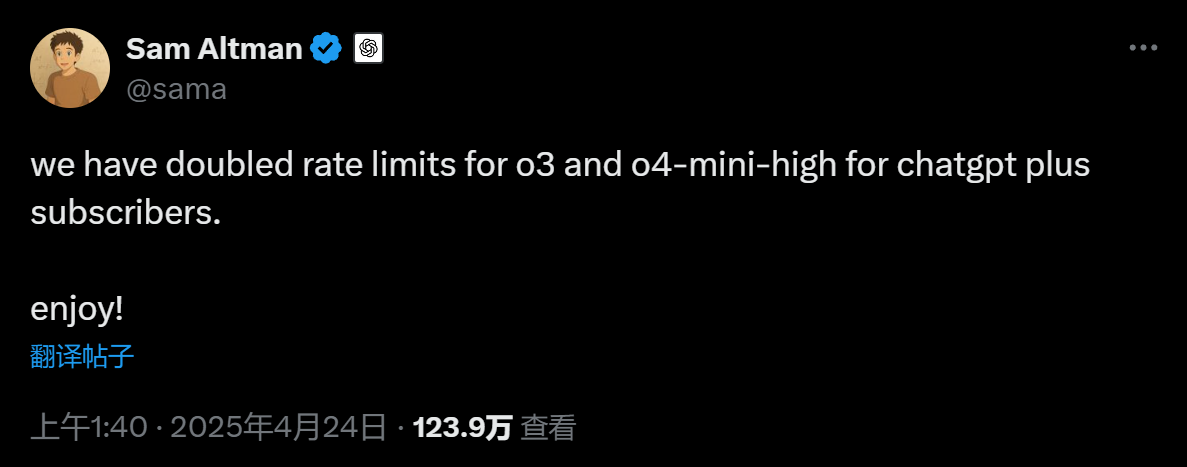 Sam Altman
@sama
we have doubled rate limits for o3 and o4-mini-high for chatgpt plus
subscribers.
enjoy!
翻译帖子
上午1:40 · 2025年4月24日 · 123.9万 查看